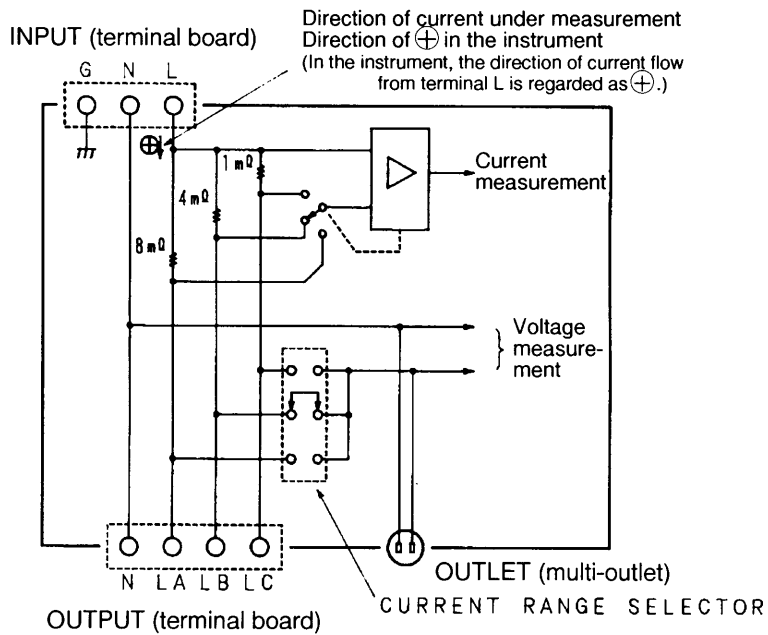 Direction of current under measurement
Direction of ⊕ in the instrument
(In the instrument, the direction of current flow
from terminal L is regarded as ⊕.)
INPUT (terminal board)
G N L
⊕
1 mΩ
4 mΩ
8 mΩ
Current
measurement
Voltage
measure-
ment
N LA LB LC
OUTPUT (terminal board)
OUTLET (multi-outlet)
CURRENT RANGE SELECTOR